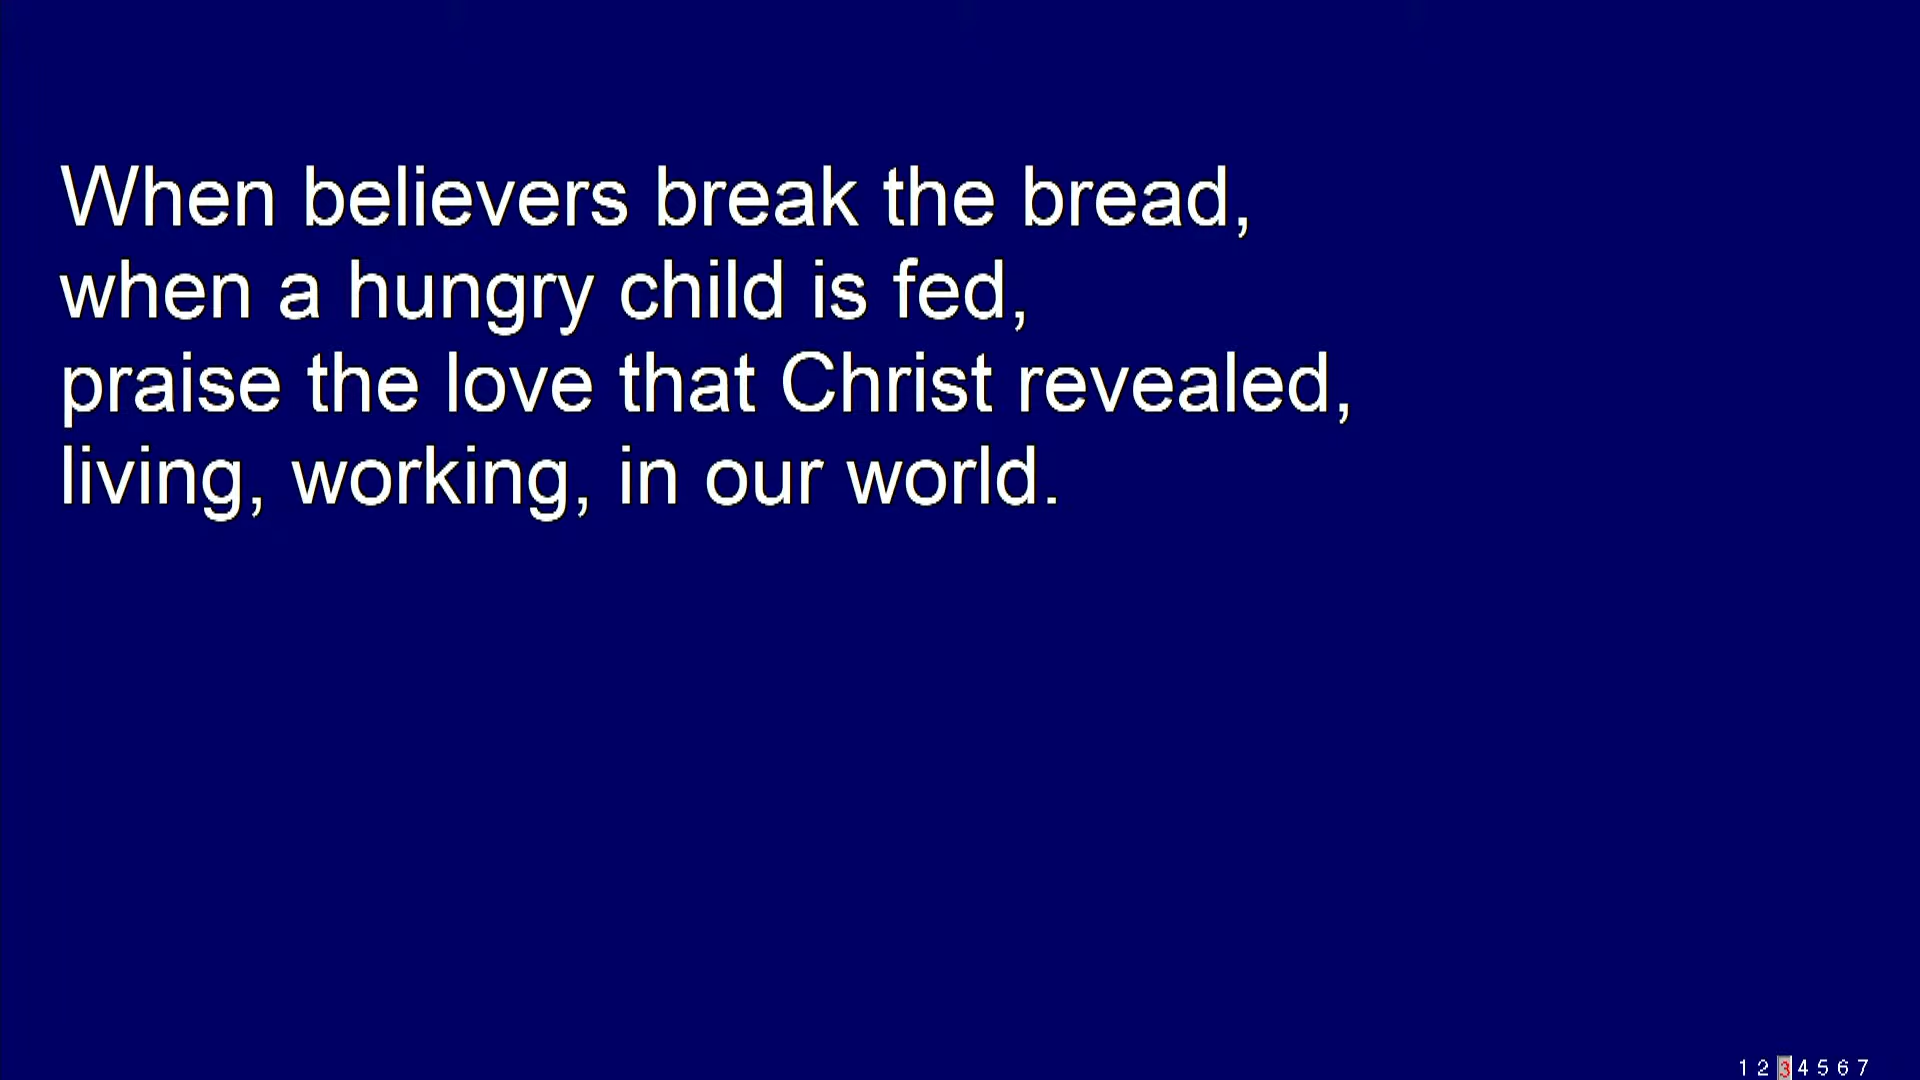 When believers break the bread,
when a hungry child is fed,
praise the love that Christ revealed,
living, working, in our world.
1 2 3 4 5 6 7